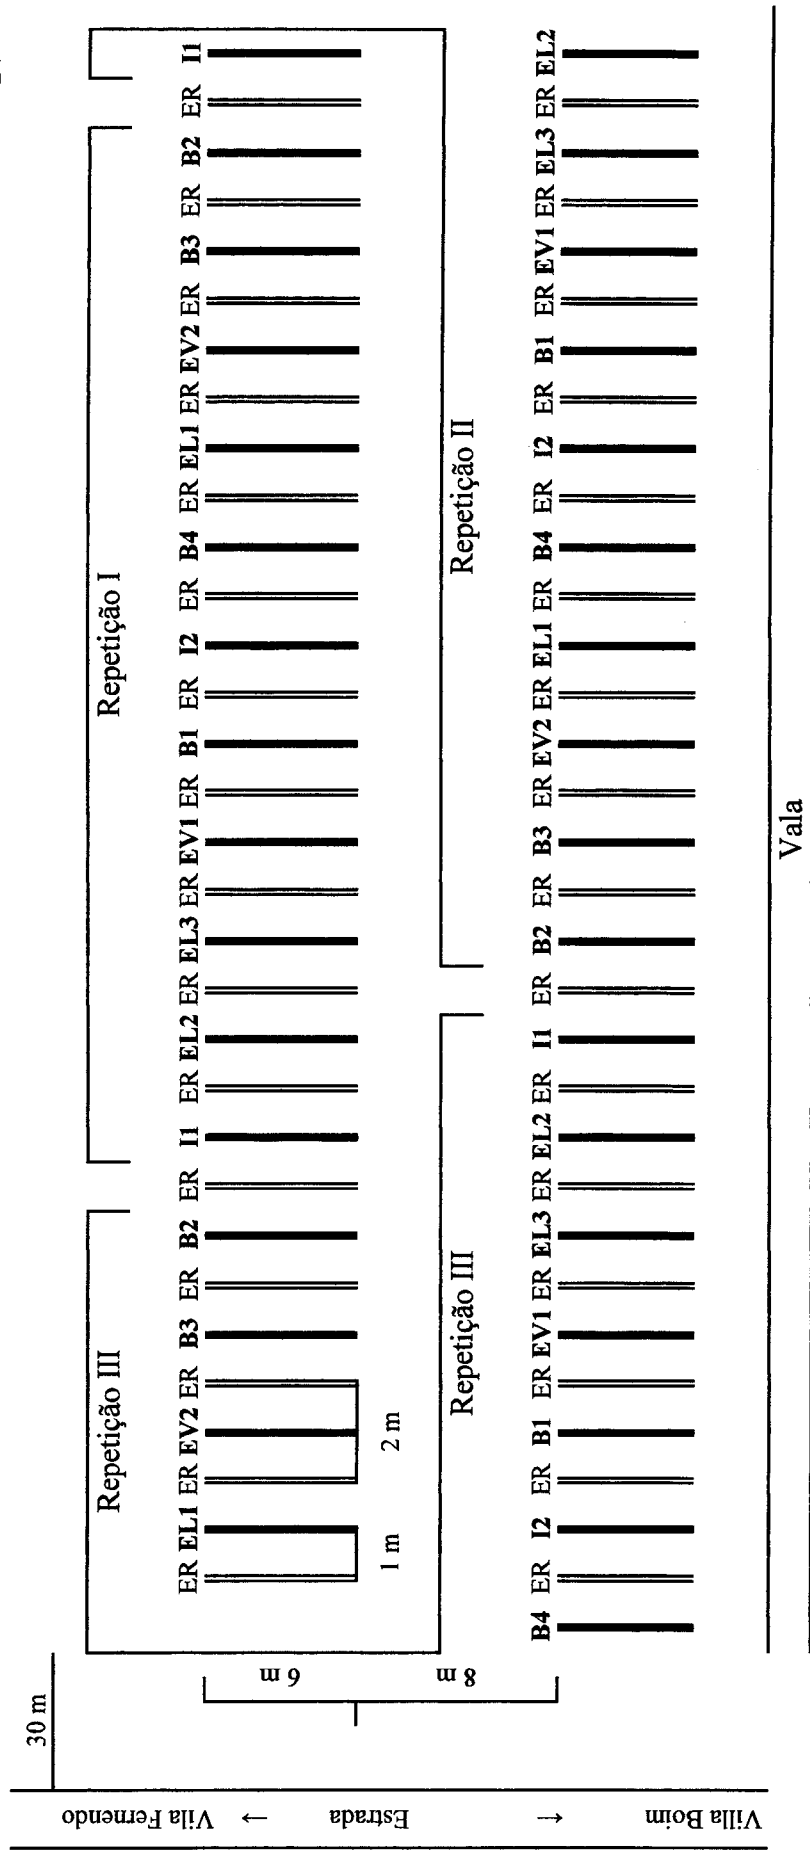 30 m
Repetição III Repetição I
ER EL1 ER EV2 ER B3 ER B2 ER I1 ER EL2 ER EL3 ER EV1 ER B1 ER I2 ER B4 ER EL1 ER EV2 ER B3 ER B2 ER I1
6 m
1 m 2 m
8 m
Repetição III Repetição II
B4 ER I2 ER B1 ER EV1 ER EL3 ER EL2 ER I1 ER B2 ER B3 ER EV2 ER EL1 ER B4 ER I2 ER B1 ER EV1 ER EL3 ER EL2
Vala
Villa Boim → Estrada ← Vila Fernendo